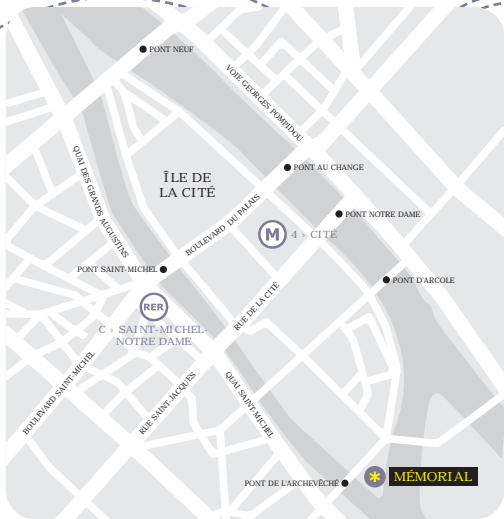 PONT NEUF
VOIE GEORGES POMPIDOU
QUAI DES GRANDS AUGUSTINS
ÎLE DE
LA CITÉ
PONT AU CHANGE
BOULEVARD DU PALAIS
PONT NOTRE DAME
M 4 › CITÉ
PONT SAINT-MICHEL
PONT D'ARCOLE
RER
C › SAINT-MICHEL-
NOTRE DAME
RUE DE LA CITÉ
BOULEVARD SAINT-MICHEL
RUE SAINT-JACQUES
QUAI SAINT-MICHEL
PONT DE L'ARCHEVÊCHÉ
* MÉMORIAL